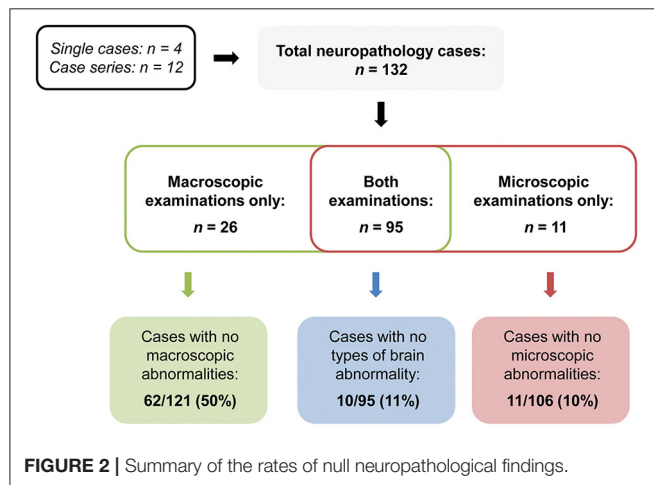 Single cases: n = 4
Case series: n = 12
Total neuropathology cases:
n = 132
Macroscopic
examinations only:
n = 26
Both
examinations:
n = 95
Microscopic
examinations only:
n = 11
Cases with no
macroscopic
abnormalities:
62/121 (50%)
Cases with no
types of brain
abnormality:
10/95 (11%)
Cases with no
microscopic
abnormalities:
11/106 (10%)
FIGURE 2 | Summary of the rates of null neuropathological findings.